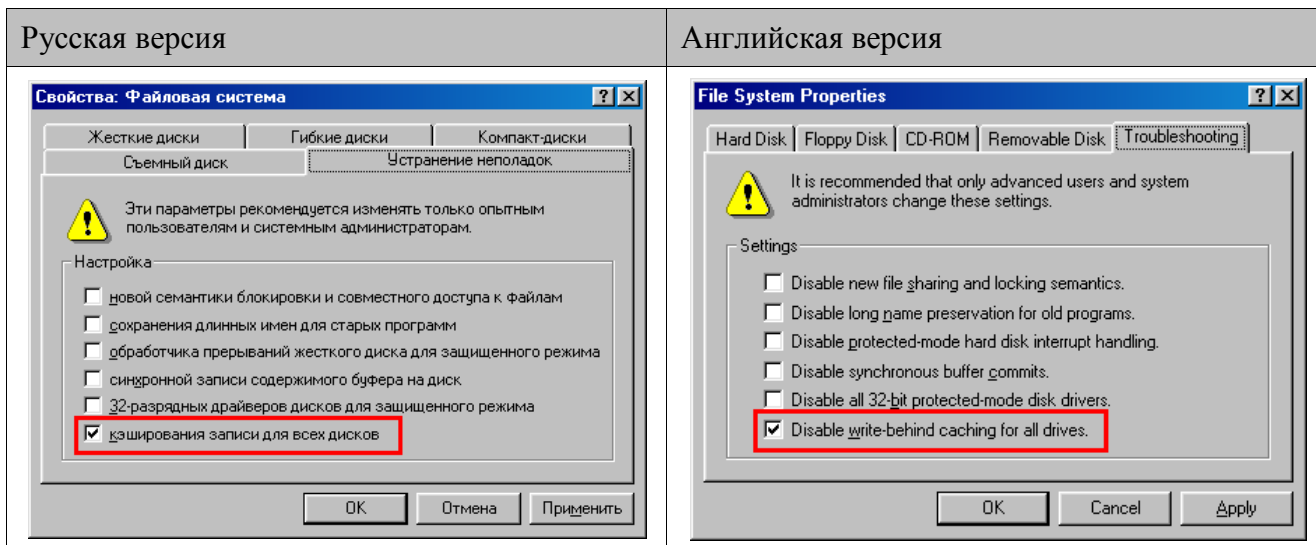 Русская версия
Английская версия
Свойства: Файловая система
Жесткие диски
Гибкие диски
Компакт-диски
Съемный диск
Устранение неполадок
Эти параметры рекомендуется изменять только опытным
пользователям и системным администраторам.
Настройка
новой семантики блокировки и совместного доступа к файлам
сохранения длинных имен для старых программ
обработчика прерываний жесткого диска для защищенного режима
синхронной записи содержимого буфера на диск
32-разрядных драйверов дисков для защищенного режима
кэширования записи для всех дисков
OK
Отмена
Применить
File System Properties
Hard Disk
Floppy Disk
CD-ROM
Removable Disk
Troubleshooting
It is recommended that only advanced users and system
administrators change these settings.
Settings
Disable new file sharing and locking semantics.
Disable long name preservation for old programs.
Disable protected-mode hard disk interrupt handling.
Disable synchronous buffer commits.
Disable all 32-bit protected-mode disk drivers.
Disable write-behind caching for all drives.
OK
Cancel
Apply